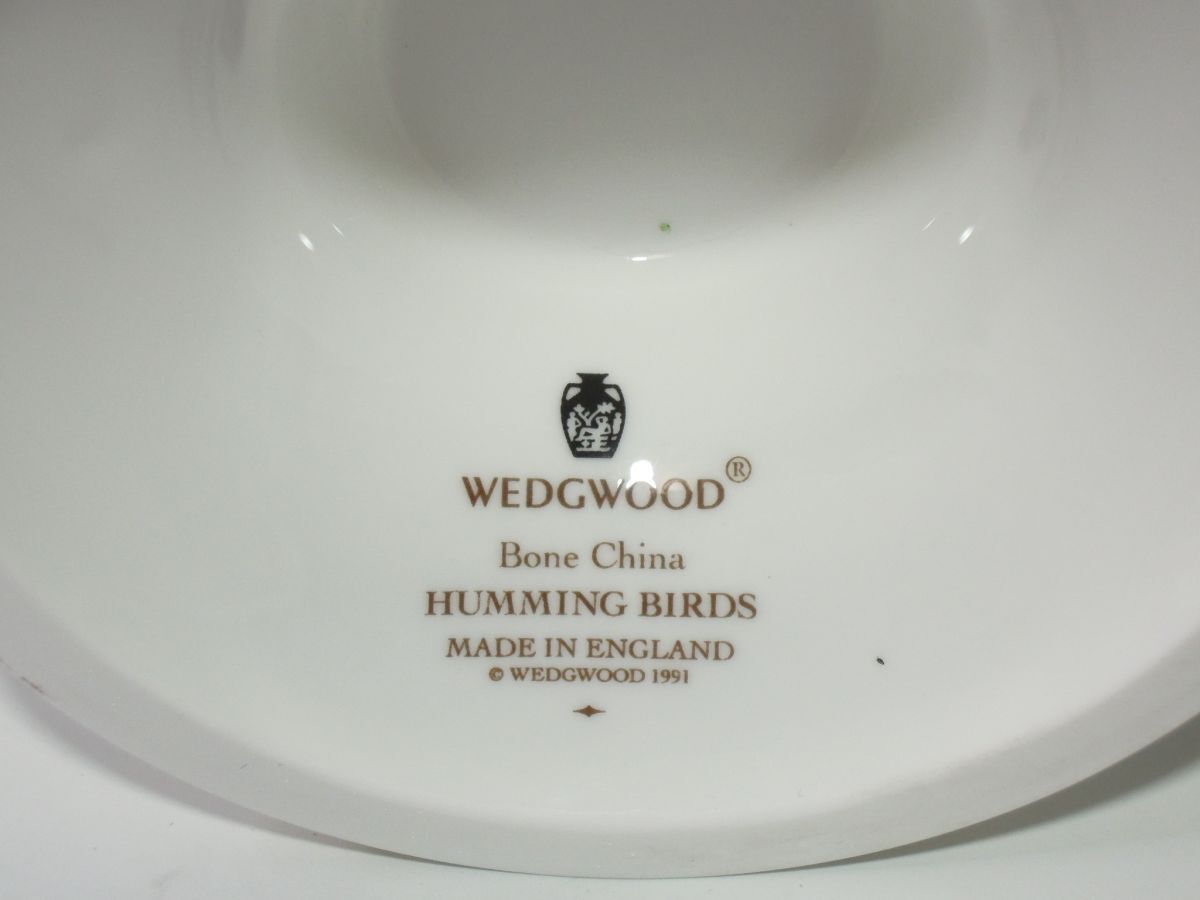 WEDGWOOD®
Bone China
HUMMING BIRDS
MADE IN ENGLAND
© WEDGWOOD 1991